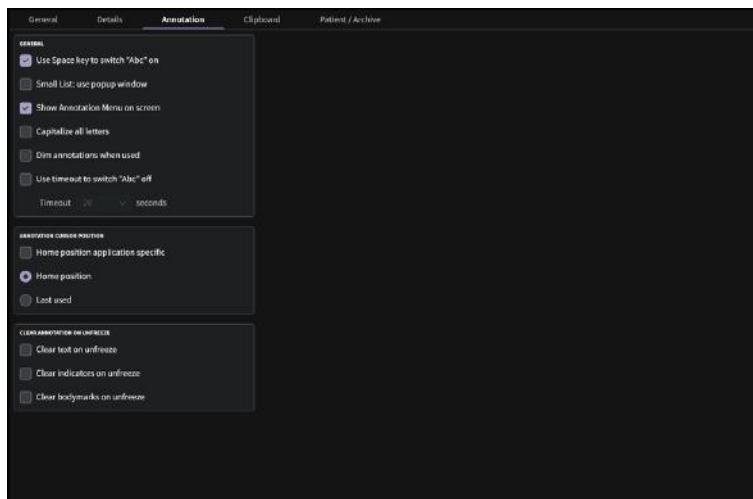 General Details Annotation Clipboard Patient / Archive
GENERAL
Use Space key to switch "Abc" on
Small List: use popup window
Show Annotation Menu on screen
Capitalize all letters
Dim annotations when used
Use timeout to switch "Abc" off
Timeout 20 seconds
ANNOTATION CURSOR POSITION
Home position application specific
Home position
Last used
CLEAR ANNOTATION ON UNFREEZE
Clear text on unfreeze
Clear indicators on unfreeze
Clear bodymarks on unfreeze